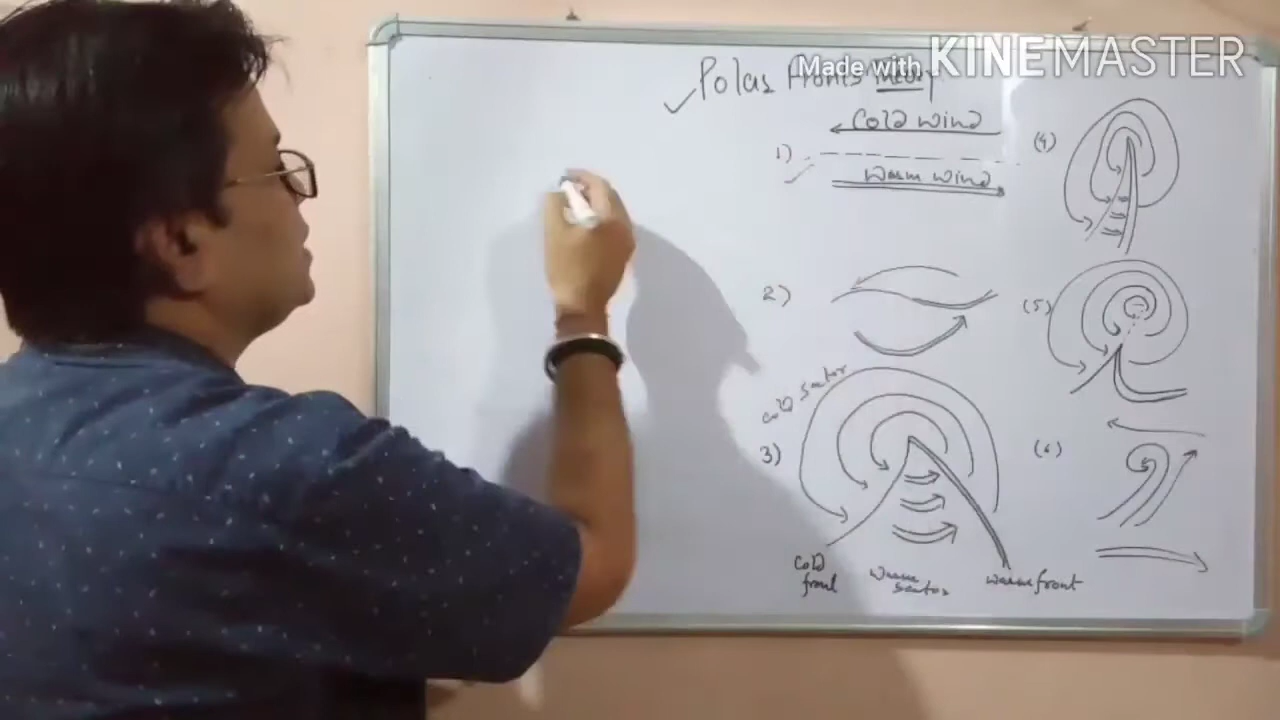 Made with KINEMASTER
Polar Fronts Theory
Cold wind
1)
Warm wind
2)
Cold Sector
3)
Cold
front
Warm
Sector
Warm front
(4)
(5)
(6)